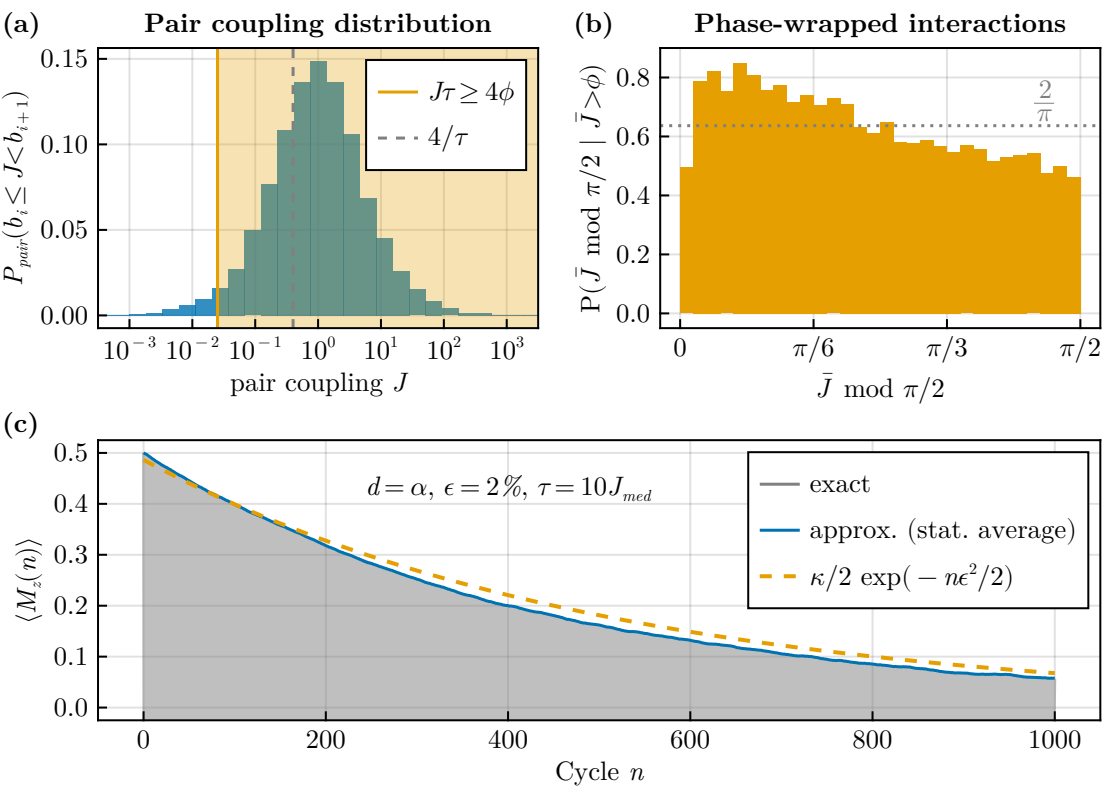 (a) Pair coupling distribution
P_pair(b_i ≤ J < b_{i+1})
0.15
0.10
0.05
0.00
Jτ ≥ 4ϕ
4/τ
10^−3 10^−2 10^−1 10^0 10^1 10^2 10^3
pair coupling J
(b) Phase-wrapped interactions
P(J̄ mod π/2 | J̄ >ϕ)
0.8
0.6
0.4
0.2
0.0
2/π
0 π/6 π/3 π/2
J̄ mod π/2
(c)
⟨M_z(n)⟩
0.5
0.4
0.3
0.2
0.1
0.0
d = α, ϵ = 2%, τ = 10J_med
exact
approx. (stat. average)
κ/2 exp(− nϵ²/2)
0 200 400 600 800 1000
Cycle n